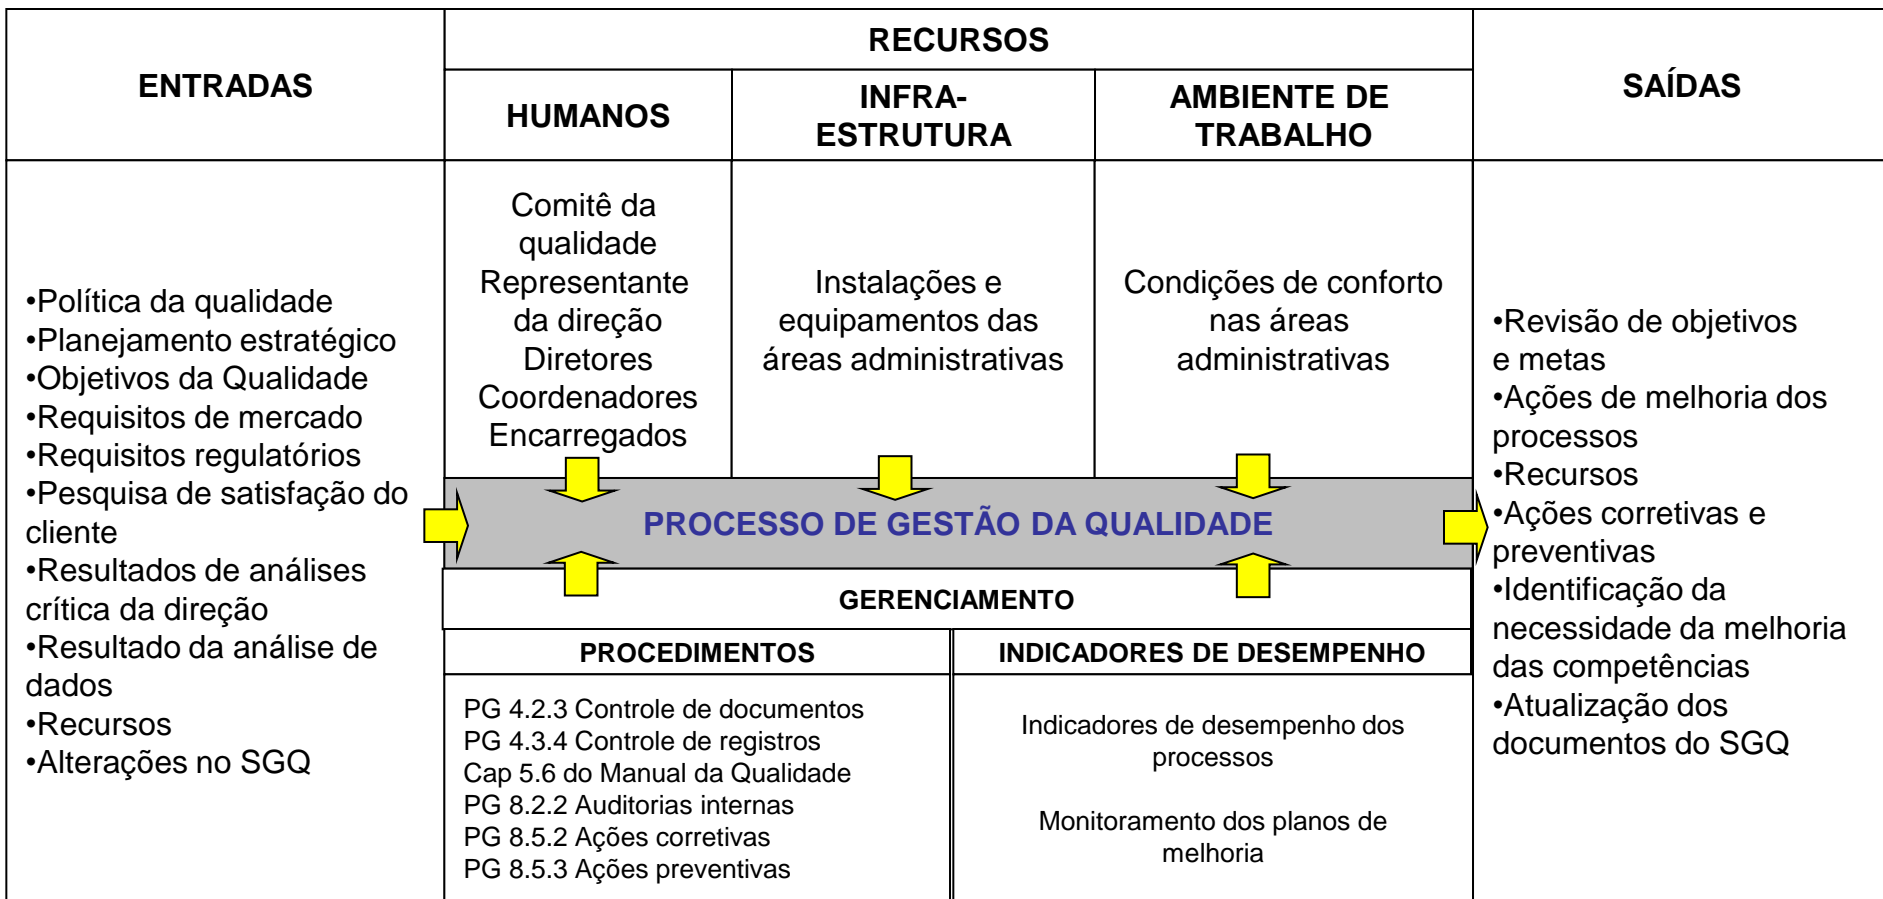 ENTRADAS
RECURSOS
HUMANOS
INFRA-
ESTRUTURA
AMBIENTE DE
TRABALHO
SAÍDAS
•Política da qualidade
•Planejamento estratégico
•Objetivos da Qualidade
•Requisitos de mercado
•Requisitos regulatórios
•Pesquisa de satisfação do
cliente
•Resultados de análises
crítica da direção
•Resultado da análise de
dados
•Recursos
•Alterações no SGQ
Comitê da
qualidade
Representante
da direção
Diretores
Coordenadores
Encarregados
Instalações e
equipamentos das
áreas administrativas
Condições de conforto
nas áreas
administrativas
PROCESSO DE GESTÃO DA QUALIDADE
GERENCIAMENTO
PROCEDIMENTOS
PG 4.2.3 Controle de documentos
PG 4.3.4 Controle de registros
Cap 5.6 do Manual da Qualidade
PG 8.2.2 Auditorias internas
PG 8.5.2 Ações corretivas
PG 8.5.3 Ações preventivas
INDICADORES DE DESEMPENHO
Indicadores de desempenho dos
processos
Monitoramento dos planos de
melhoria
•Revisão de objetivos
e metas
•Ações de melhoria dos
processos
•Recursos
•Ações corretivas e
preventivas
•Identificação da
necessidade da melhoria
das competências
•Atualização dos
documentos do SGQ